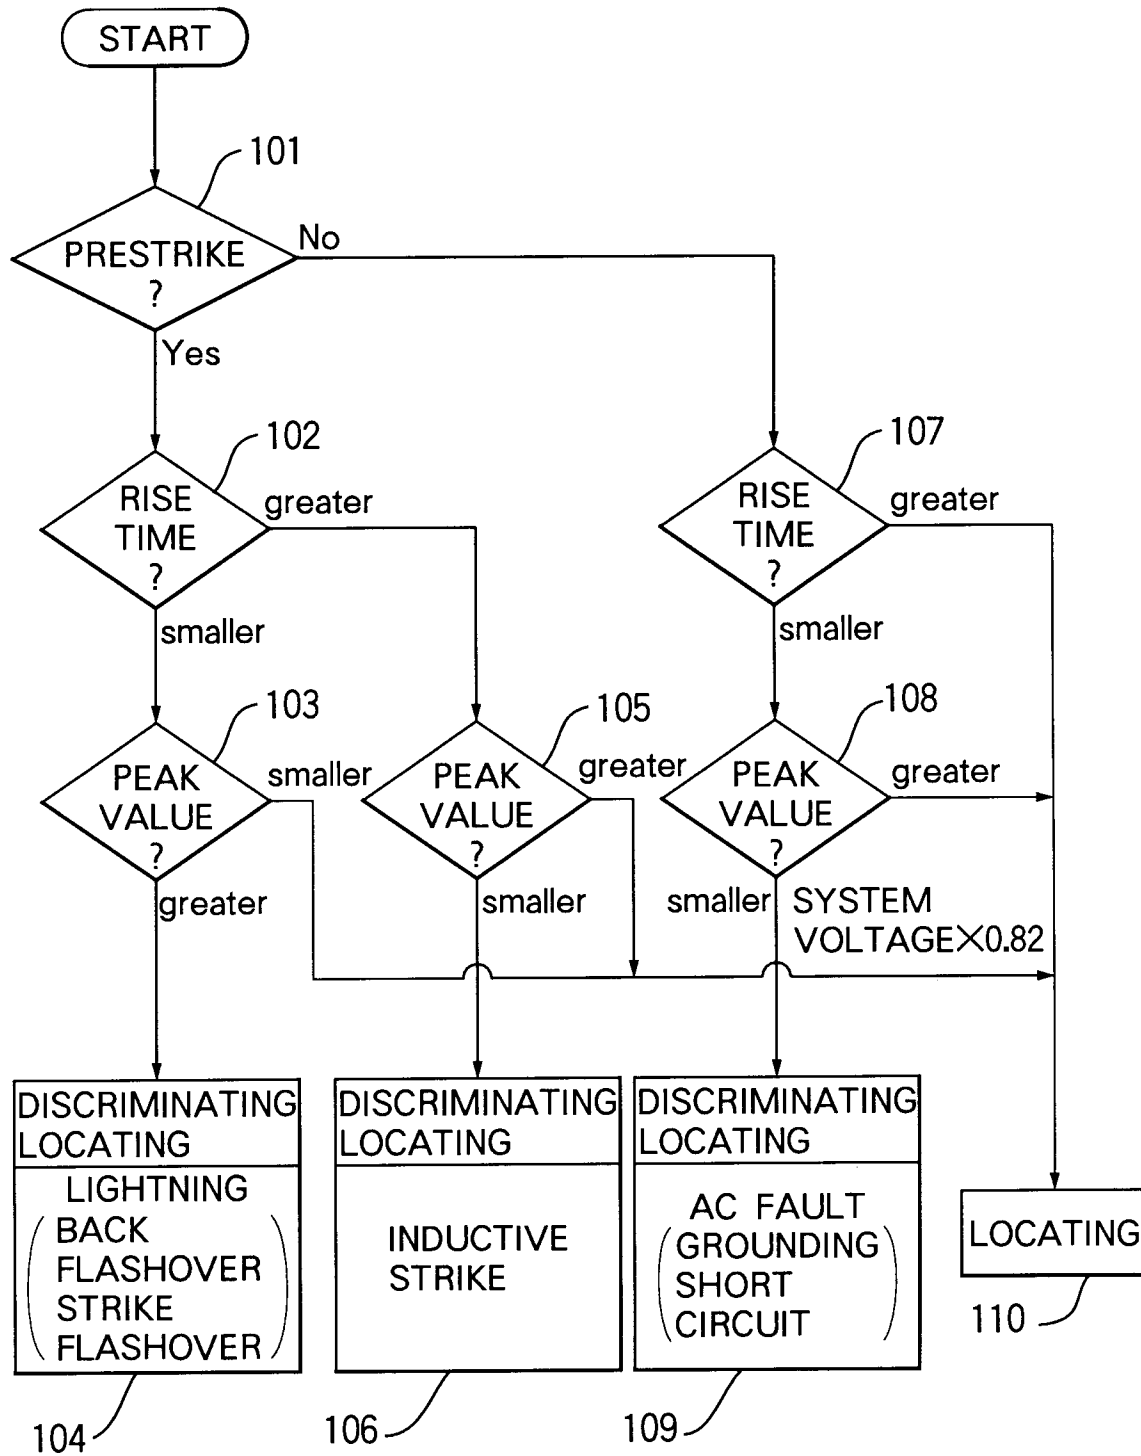 START
101
PRESTRIKE
?
No
Yes
102
RISE
TIME
?
greater
smaller
107
RISE
TIME
?
greater
smaller
103
PEAK
VALUE
?
smaller
greater
105
PEAK
VALUE
?
greater
smaller
108
PEAK
VALUE
?
greater
smaller
SYSTEM
VOLTAGE×0.82
DISCRIMINATING
LOCATING
LIGHTNING
(BACK
FLASHOVER
STRIKE
FLASHOVER)
104
DISCRIMINATING
LOCATING
INDUCTIVE
STRIKE
106
DISCRIMINATING
LOCATING
AC FAULT
(GROUNDING
SHORT
CIRCUIT)
109
LOCATING
110